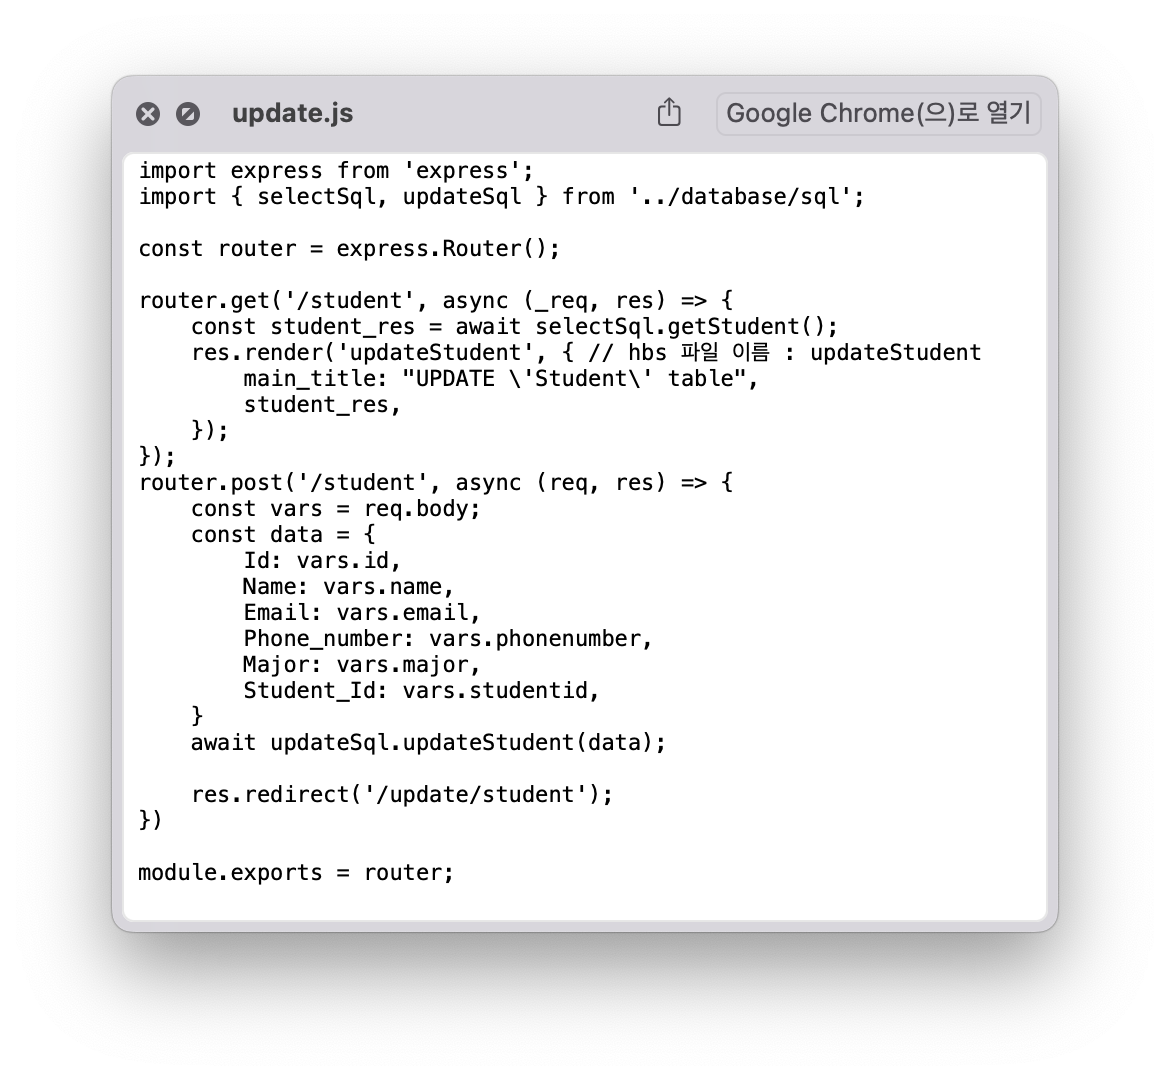 update.js
Google Chrome(으)로 열기
import express from 'express';
import { selectSql, updateSql } from '../database/sql';

const router = express.Router();

router.get('/student', async (_req, res) => {
    const student_res = await selectSql.getStudent();
    res.render('updateStudent', { // hbs 파일 이름 : updateStudent
        main_title: "UPDATE \'Student\' table",
        student_res,
    });
});
router.post('/student', async (req, res) => {
    const vars = req.body;
    const data = {
        Id: vars.id,
        Name: vars.name,
        Email: vars.email,
        Phone_number: vars.phonenumber,
        Major: vars.major,
        Student_Id: vars.studentid,
    }
    await updateSql.updateStudent(data);

    res.redirect('/update/student');
})

module.exports = router;